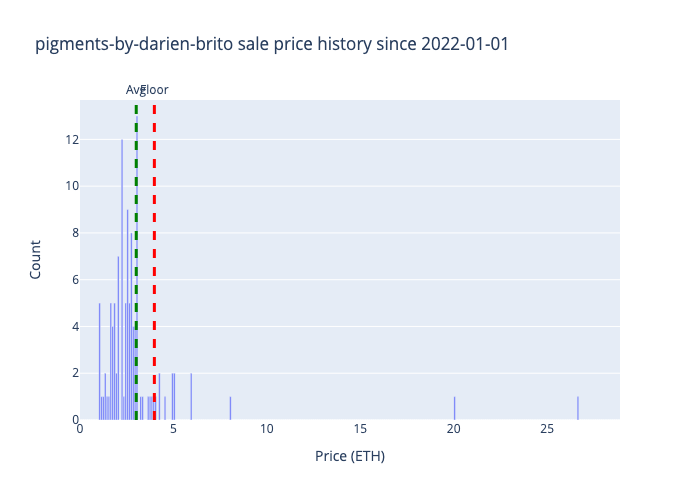 pigments-by-darien-brito sale price history since 2022-01-01
Avg Floor
12
10
8
6
4
2
0
0 5 10 15 20 25
Count
Price (ETH)